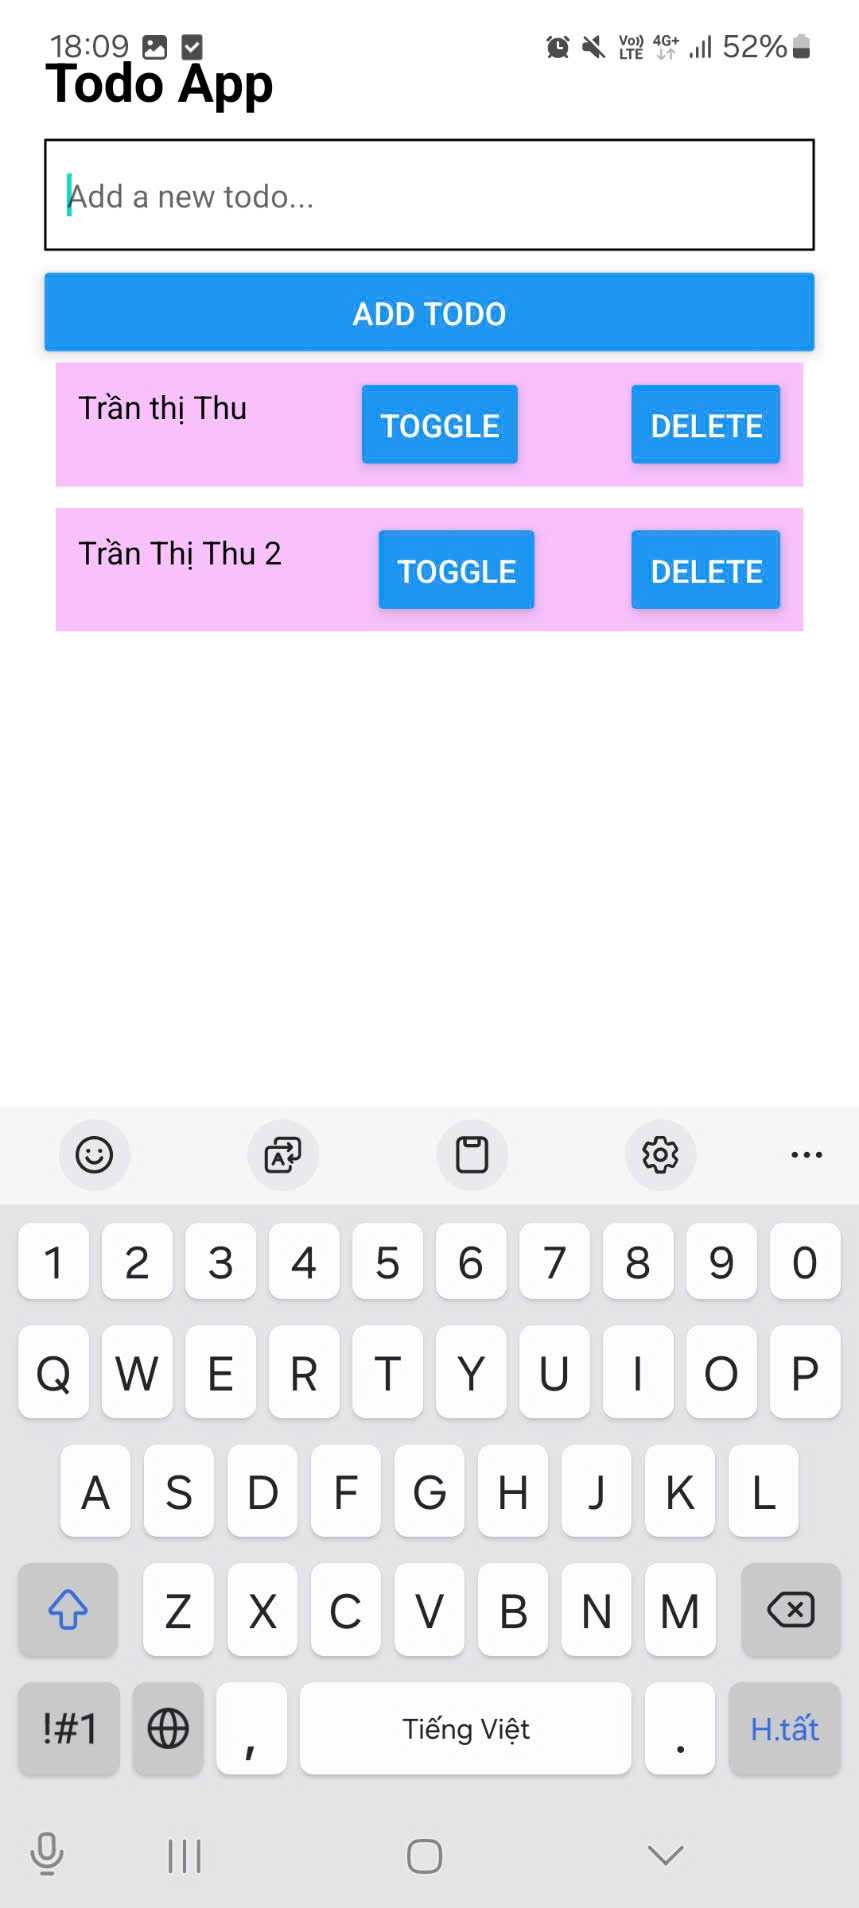 18:09 Vo)) LTE 4G+ 52%
Todo App
Add a new todo...
ADD TODO
Trần thị Thu TOGGLE DELETE
Trần Thị Thu 2 TOGGLE DELETE
A
1 2 3 4 5 6 7 8 9 0
Q W E R T Y U I O P
A S D F G H J K L
Z X C V B N M
!#1 , Tiếng Việt . H.tất